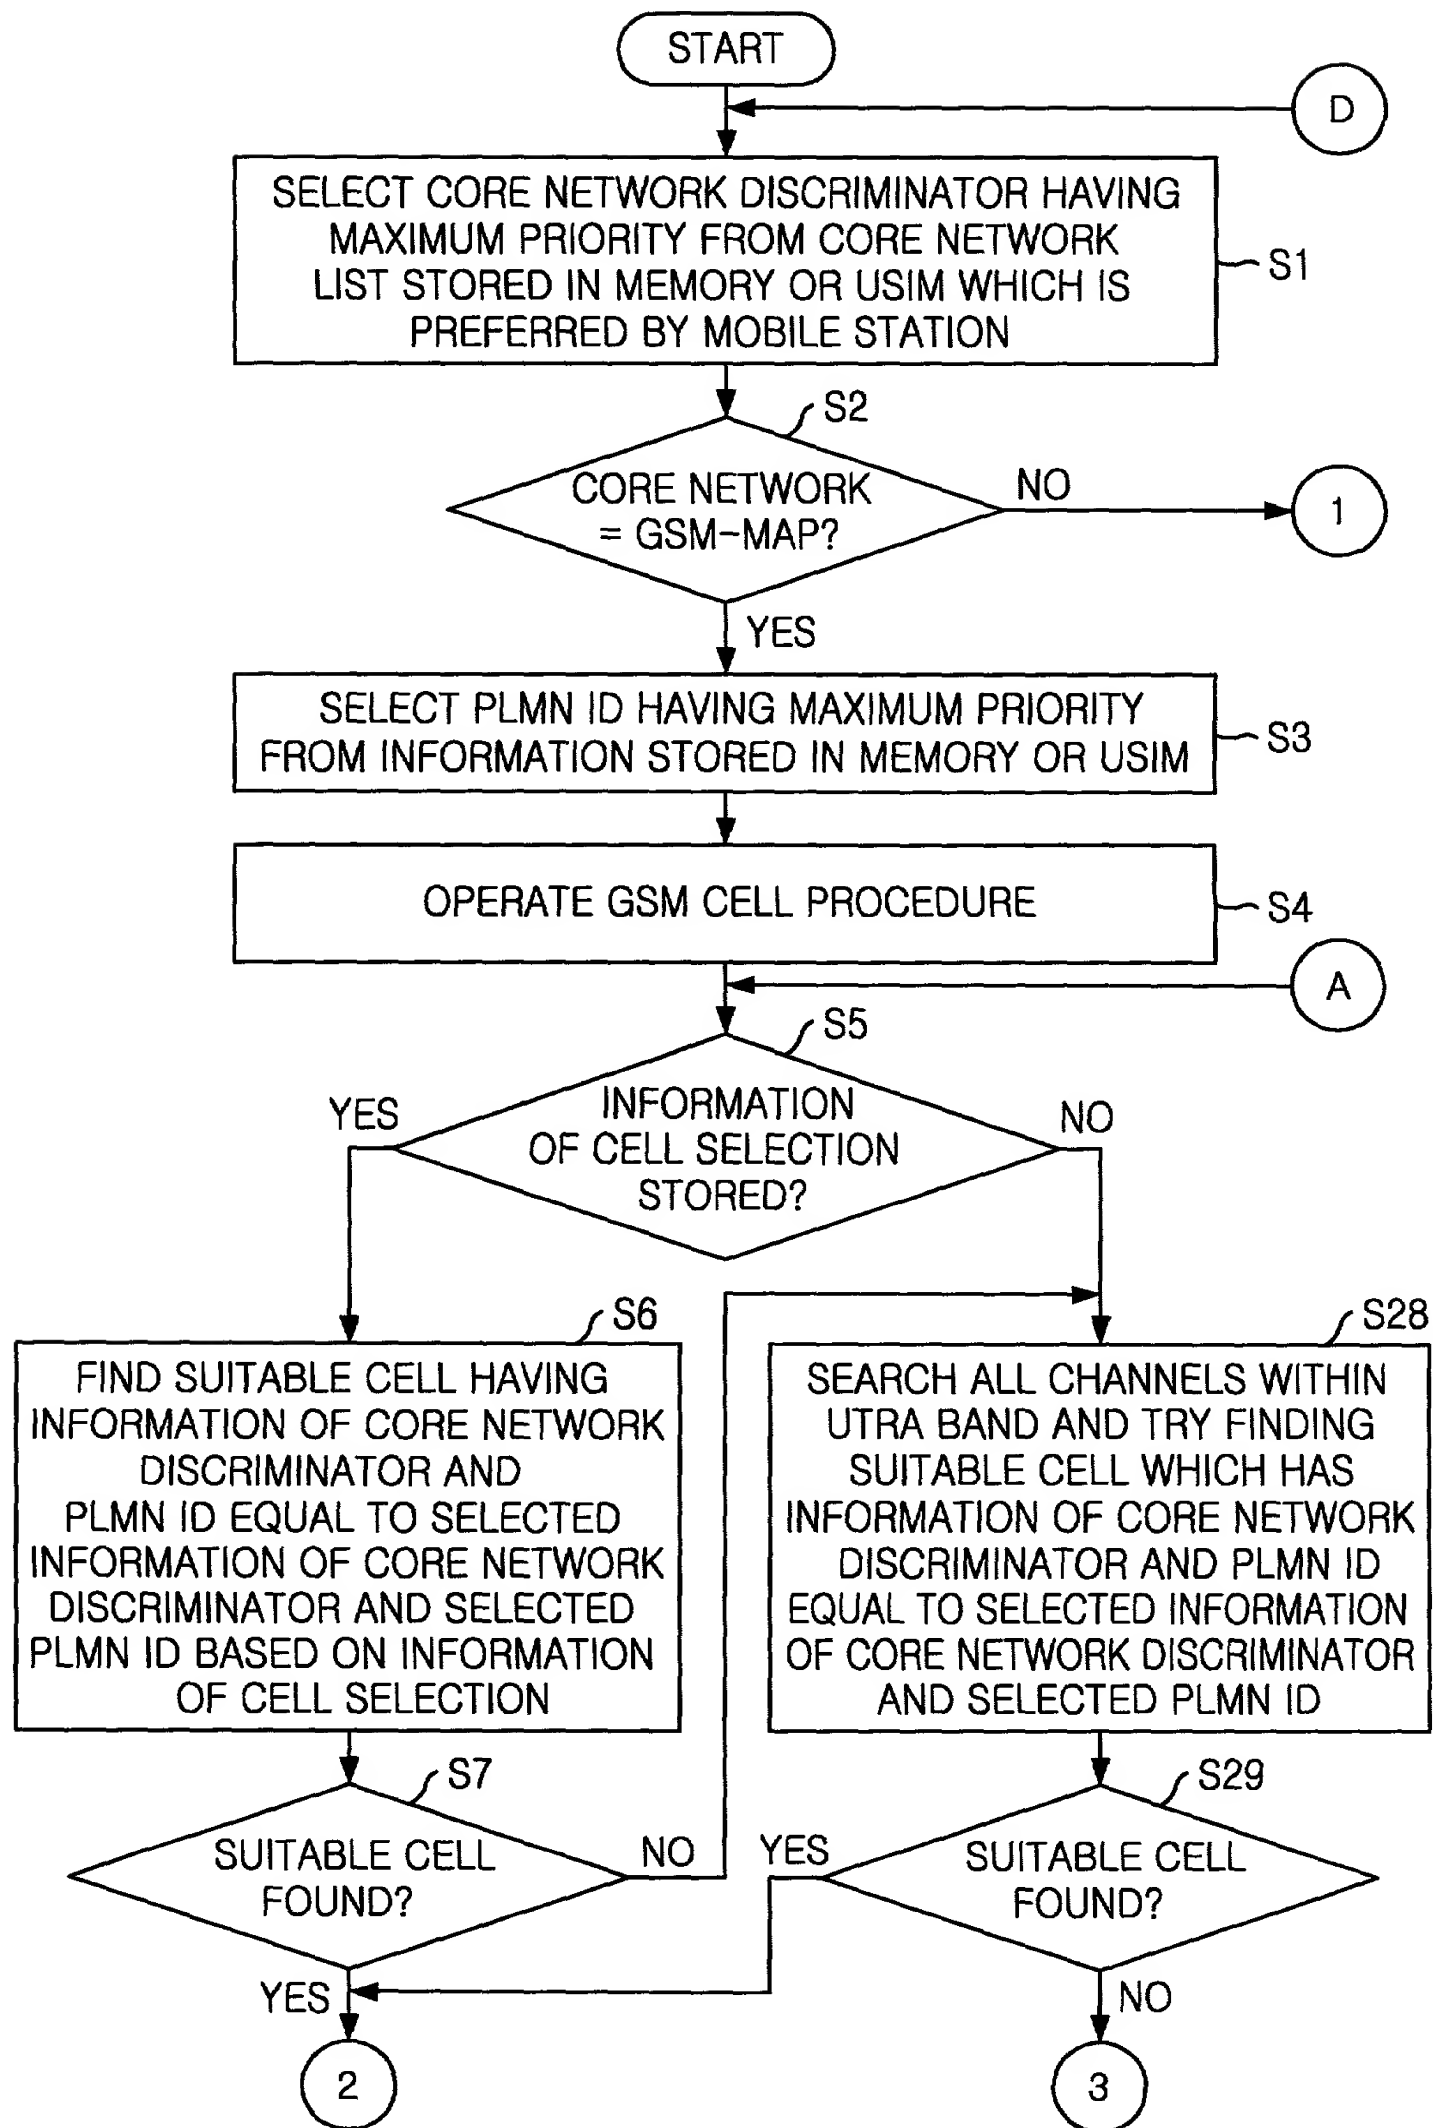 START
D
SELECT CORE NETWORK DISCRIMINATOR HAVING
MAXIMUM PRIORITY FROM CORE NETWORK
LIST STORED IN MEMORY OR USIM WHICH IS
PREFERRED BY MOBILE STATION
S1
S2
CORE NETWORK
= GSM-MAP?
NO
1
YES
SELECT PLMN ID HAVING MAXIMUM PRIORITY
FROM INFORMATION STORED IN MEMORY OR USIM
S3
OPERATE GSM CELL PROCEDURE
S4
A
S5
INFORMATION
OF CELL SELECTION
STORED?
YES
NO
S6
FIND SUITABLE CELL HAVING
INFORMATION OF CORE NETWORK
DISCRIMINATOR AND
PLMN ID EQUAL TO SELECTED
INFORMATION OF CORE NETWORK
DISCRIMINATOR AND SELECTED
PLMN ID BASED ON INFORMATION
OF CELL SELECTION
S28
SEARCH ALL CHANNELS WITHIN
UTRA BAND AND TRY FINDING
SUITABLE CELL WHICH HAS
INFORMATION OF CORE NETWORK
DISCRIMINATOR AND PLMN ID
EQUAL TO SELECTED INFORMATION
OF CORE NETWORK DISCRIMINATOR
AND SELECTED PLMN ID
S7
SUITABLE CELL
FOUND?
NO
YES
S29
YES
SUITABLE CELL
FOUND?
NO
2
3